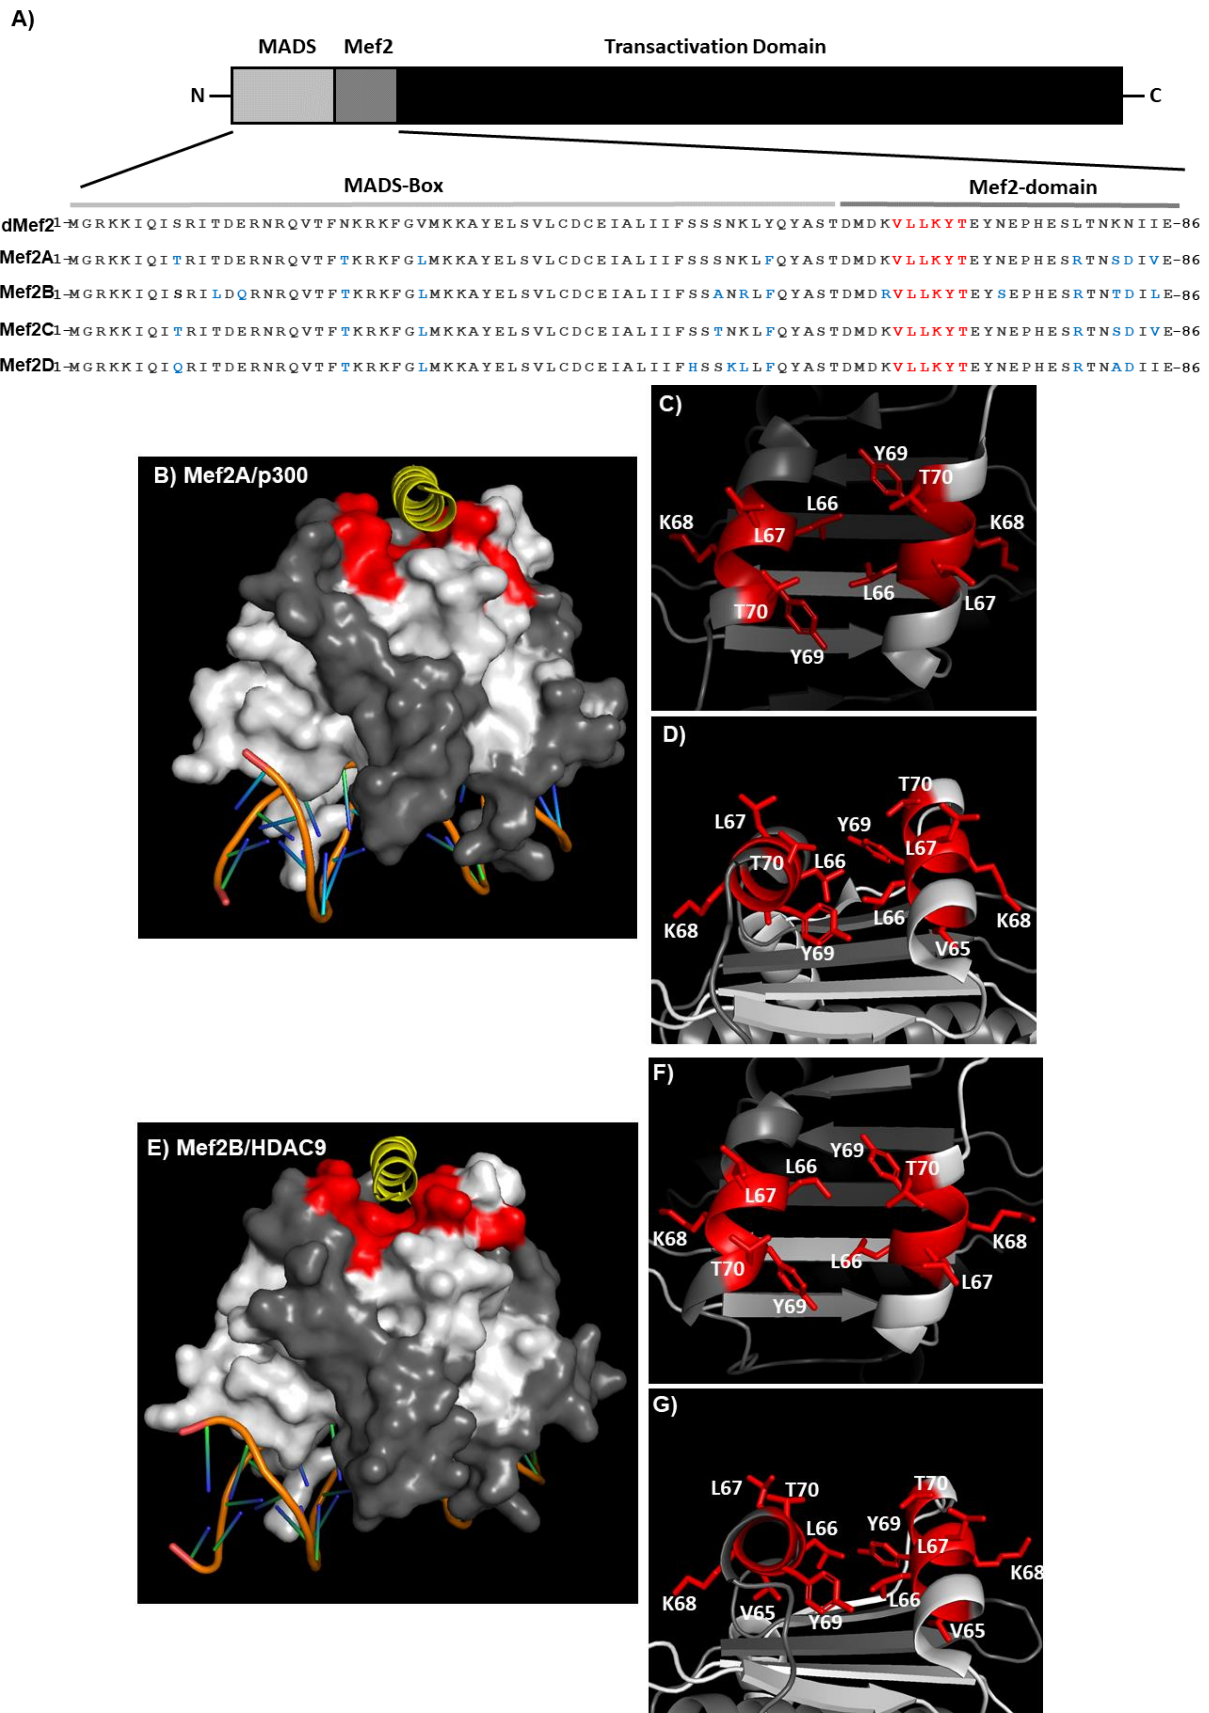 A)
MADS Mef2 Transactivation Domain
N C
MADS-Box Mef2-domain
dMef2 1-MGRKKIQISRITDERNRQVTFNKRKFGVMKKAYELSVLCDCEIALIIFSSSNKLYQYASTDMDKVLLKYTEYNEPHESLTNKNIIE-86
Mef2A 1-MGRKKIQITRITDERNRQVTFTKRKFGLMKKAYELSVLCDCEIALIIFSSSNKLFQYASTDMDKVLLKYTEYNEPHESRTNSDIVE-86
Mef2B 1-MGRKKIQISRILDQRNRQVTFTKRKFGLMKKAYELSVLCDCEIALIIFSSANRLFQYASTDMDRVLLKYTEYSEPHESRTNTDILE-86
Mef2C 1-MGRKKIQITRITDERNRQVTFTKRKFGLMKKAYELSVLCDCEIALIIFSSTNKLFQYASTDMDKVLLKYTEYNEPHESRTNSDIVE-86
Mef2D 1-MGRKKIQIQRITDERNRQVTFTKRKFGLMKKAYELSVLCDCEIALIIFHSSKLLFQYASTDMDKVLLKYTEYNEPHESRTNADIIE-86
B) Mef2A/p300
C)
Y69
T70
L66
K68
L67
K68
L66
L67
T70
Y69
D)
T70
L67
Y69
L67
T70
L66
L66
K68
K68
Y69
V65
E) Mef2B/HDAC9
F)
Y69
L66
T70
L67
K68
K68
T70
L66
L67
Y69
G)
L67
T70
T70
L66
Y69
L67
K68
K68
V65
L66
Y69
V65